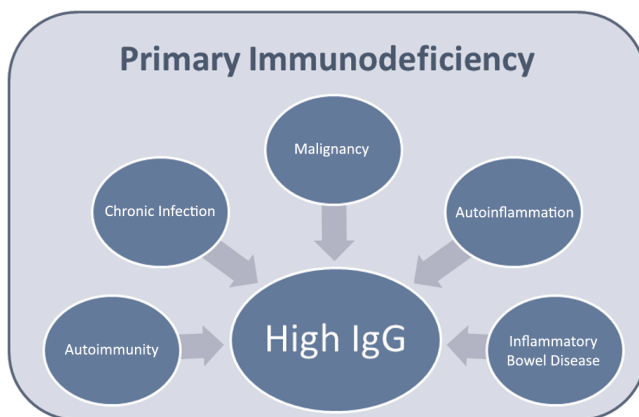 Primary Immunodeficiency
Malignancy
Chronic Infection
Autoinflammation
High IgG
Autoimmunity
Inflammatory
Bowel Disease